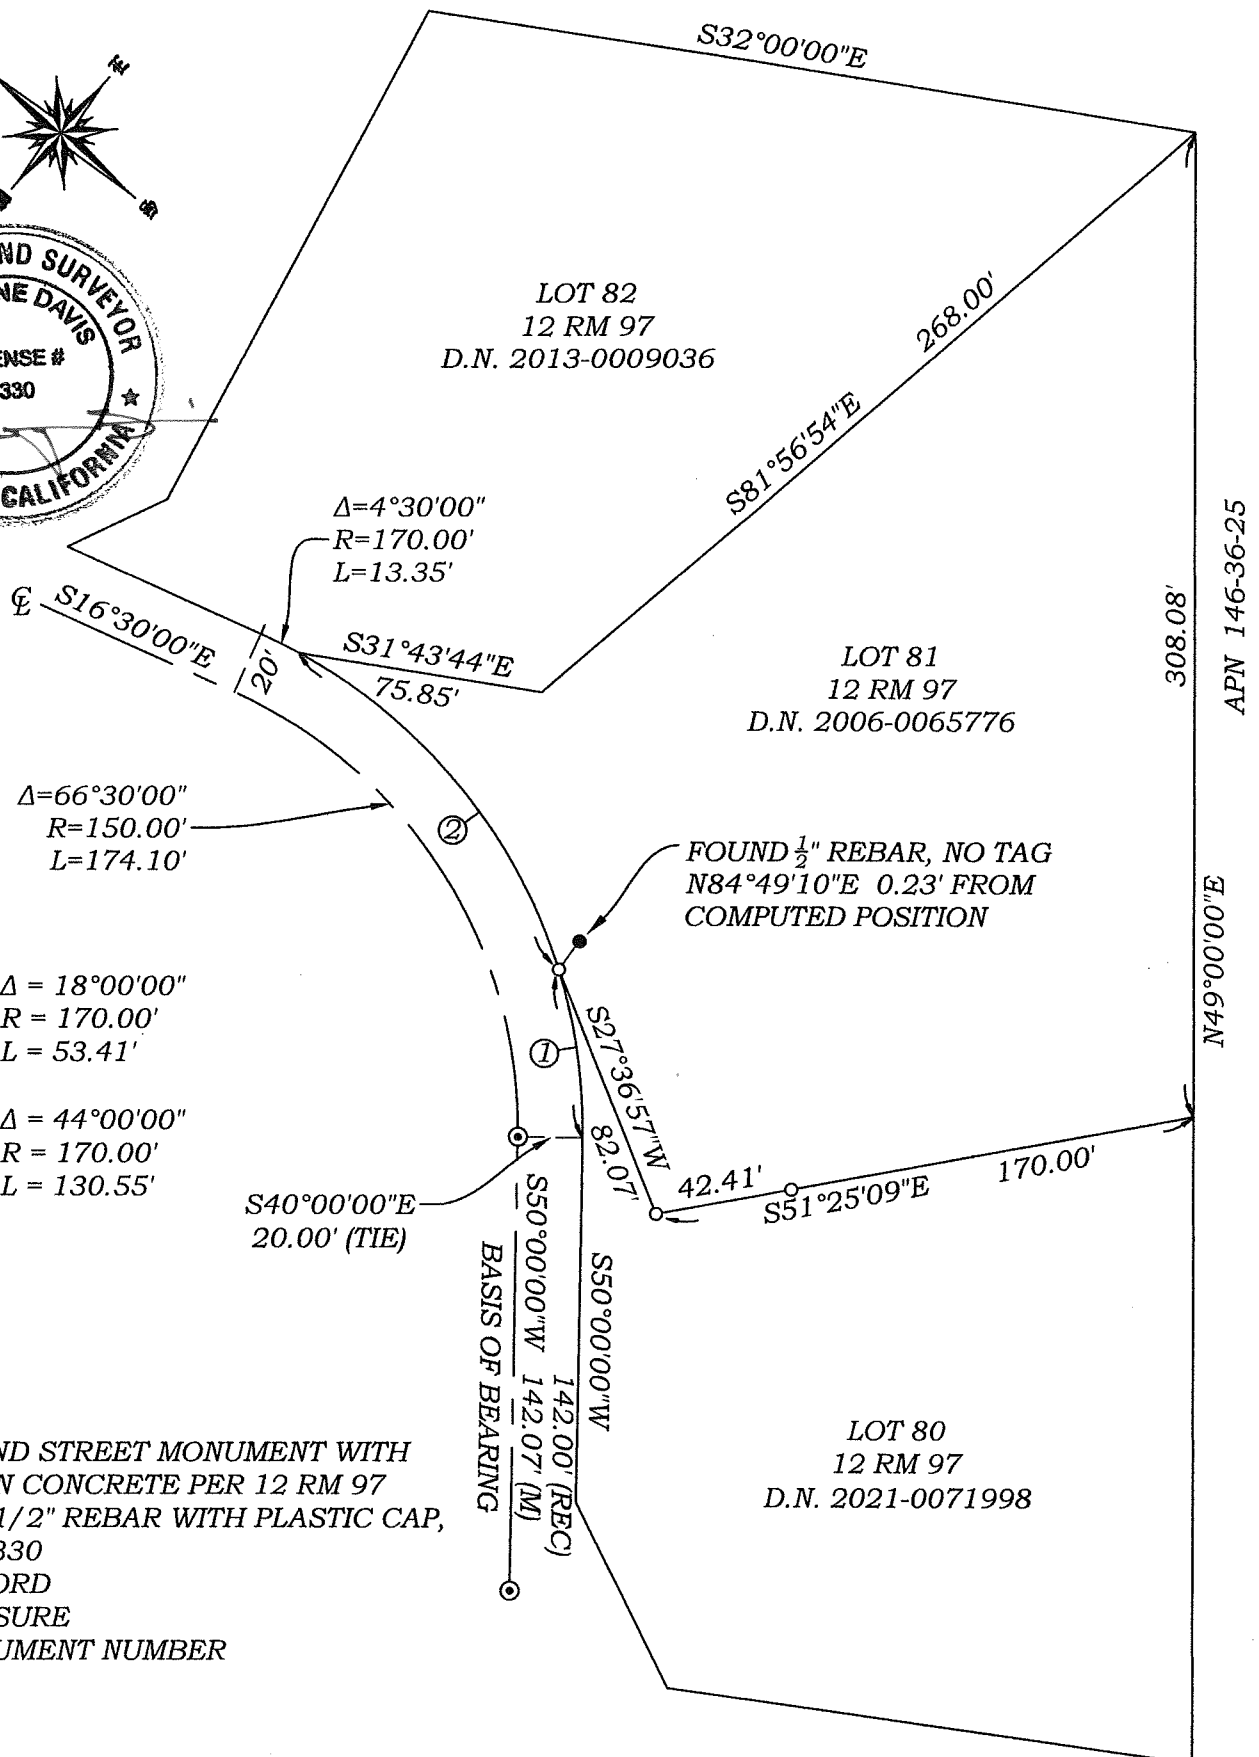 S32°00'00"E
LAND SURVEYOR
DAVIS
330
CALIFORNIA
LOT 82
12 RM 97
D.N. 2013-0009036
268.00'
S81°56'54"E
Δ=4°30'00"
R=170.00'
L=13.35'
℄ S16°30'00"E
20'
S31°43'44"E
75.85'
LOT 81
12 RM 97
D.N. 2006-0065776
308.08'
APN 146-36-25
N49°00'00"E
Δ=66°30'00"
R=150.00'
L=174.10'
②
FOUND ½" REBAR, NO TAG
N84°49'10"E 0.23' FROM
COMPUTED POSITION
Δ = 18°00'00"
R = 170.00'
L = 53.41'
①
S27°36'57"W
82.07'
Δ = 44°00'00"
R = 170.00'
L = 130.55'
42.41'
S51°25'09"E
170.00'
S40°00'00"E
20.00' (TIE)
S50°00'00"W
142.00' (REC)
S50°00'00"W 142.07' (M)
BASIS OF BEARING
LOT 80
12 RM 97
D.N. 2021-0071998
ND STREET MONUMENT WITH
N CONCRETE PER 12 RM 97
1/2" REBAR WITH PLASTIC CAP,
330
ORD
SURE
UMENT NUMBER